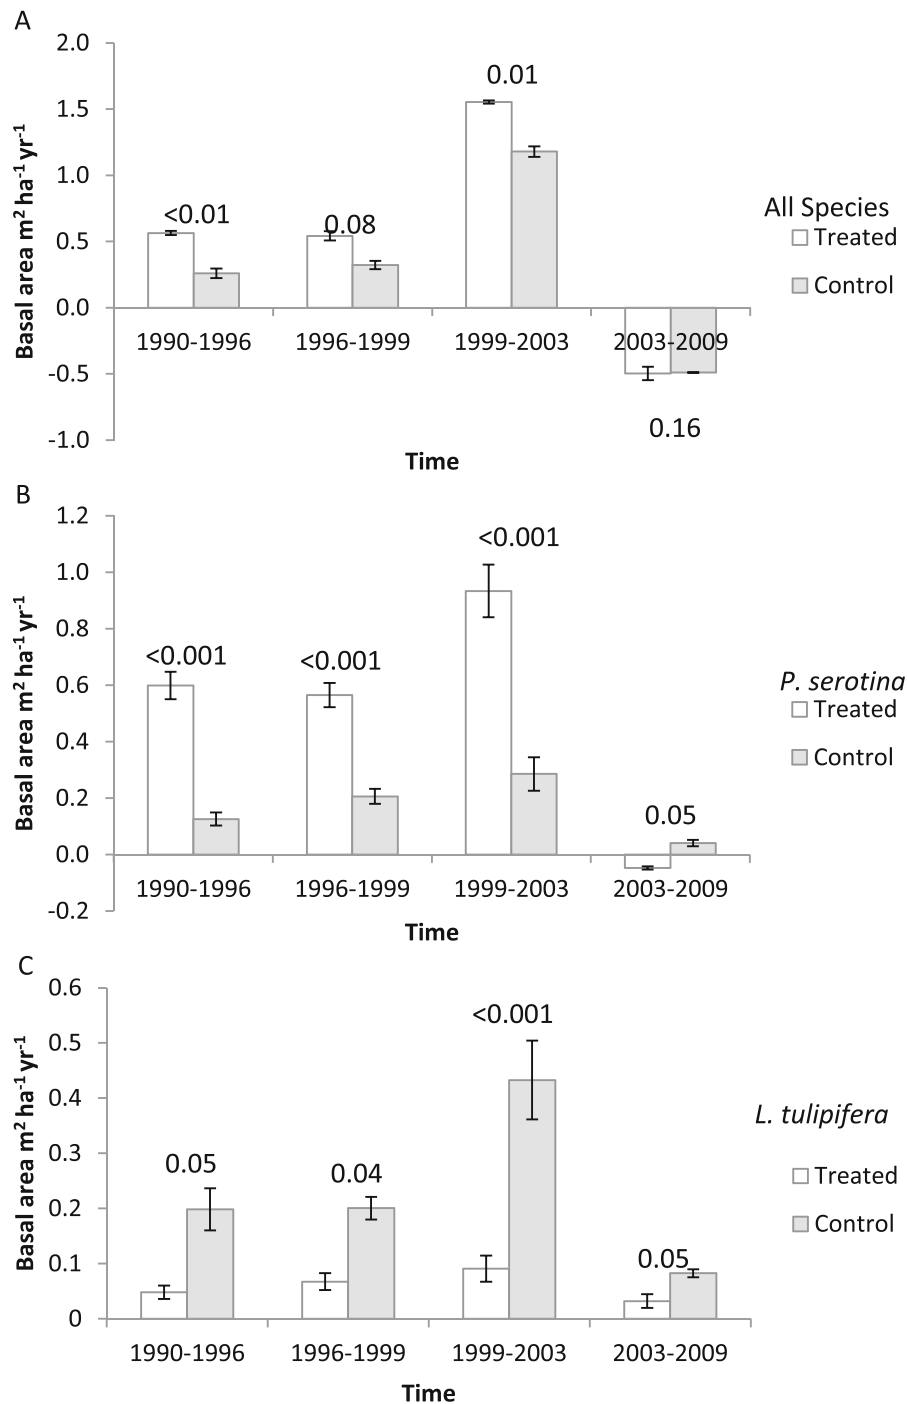 A
2.0
1.5
1.0
0.5
0.0
-0.5
-1.0
Basal area m² ha⁻¹ yr⁻¹
<0.01
0.08
0.01
0.16
1990-1996
1996-1999
1999-2003
2003-2009
Time
All Species
Treated
Control
B
1.2
1.0
0.8
0.6
0.4
0.2
0.0
-0.2
Basal area m² ha⁻¹ yr⁻¹
<0.001
<0.001
<0.001
0.05
1990-1996
1996-1999
1999-2003
2003-2009
Time
P. serotina
Treated
Control
C
0.6
0.5
0.4
0.3
0.2
0.1
0
Basal area m² ha⁻¹ yr⁻¹
0.05
0.04
<0.001
0.05
1990-1996
1996-1999
1999-2003
2003-2009
Time
L. tulipifera
Treated
Control